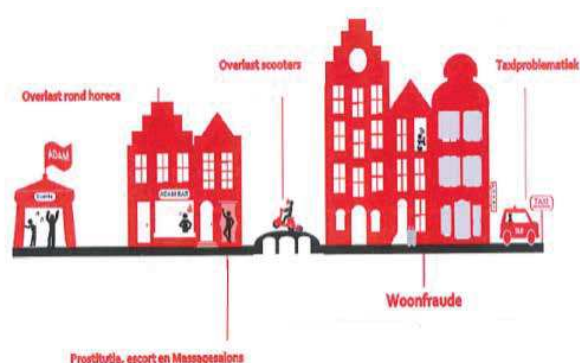 Overlast scooters
Taxiproblematiek
Overlast rond horeca
ADAM
ADAM BAR
TAXI
Woonfraude
Prostitutie, escort en Massagesalons